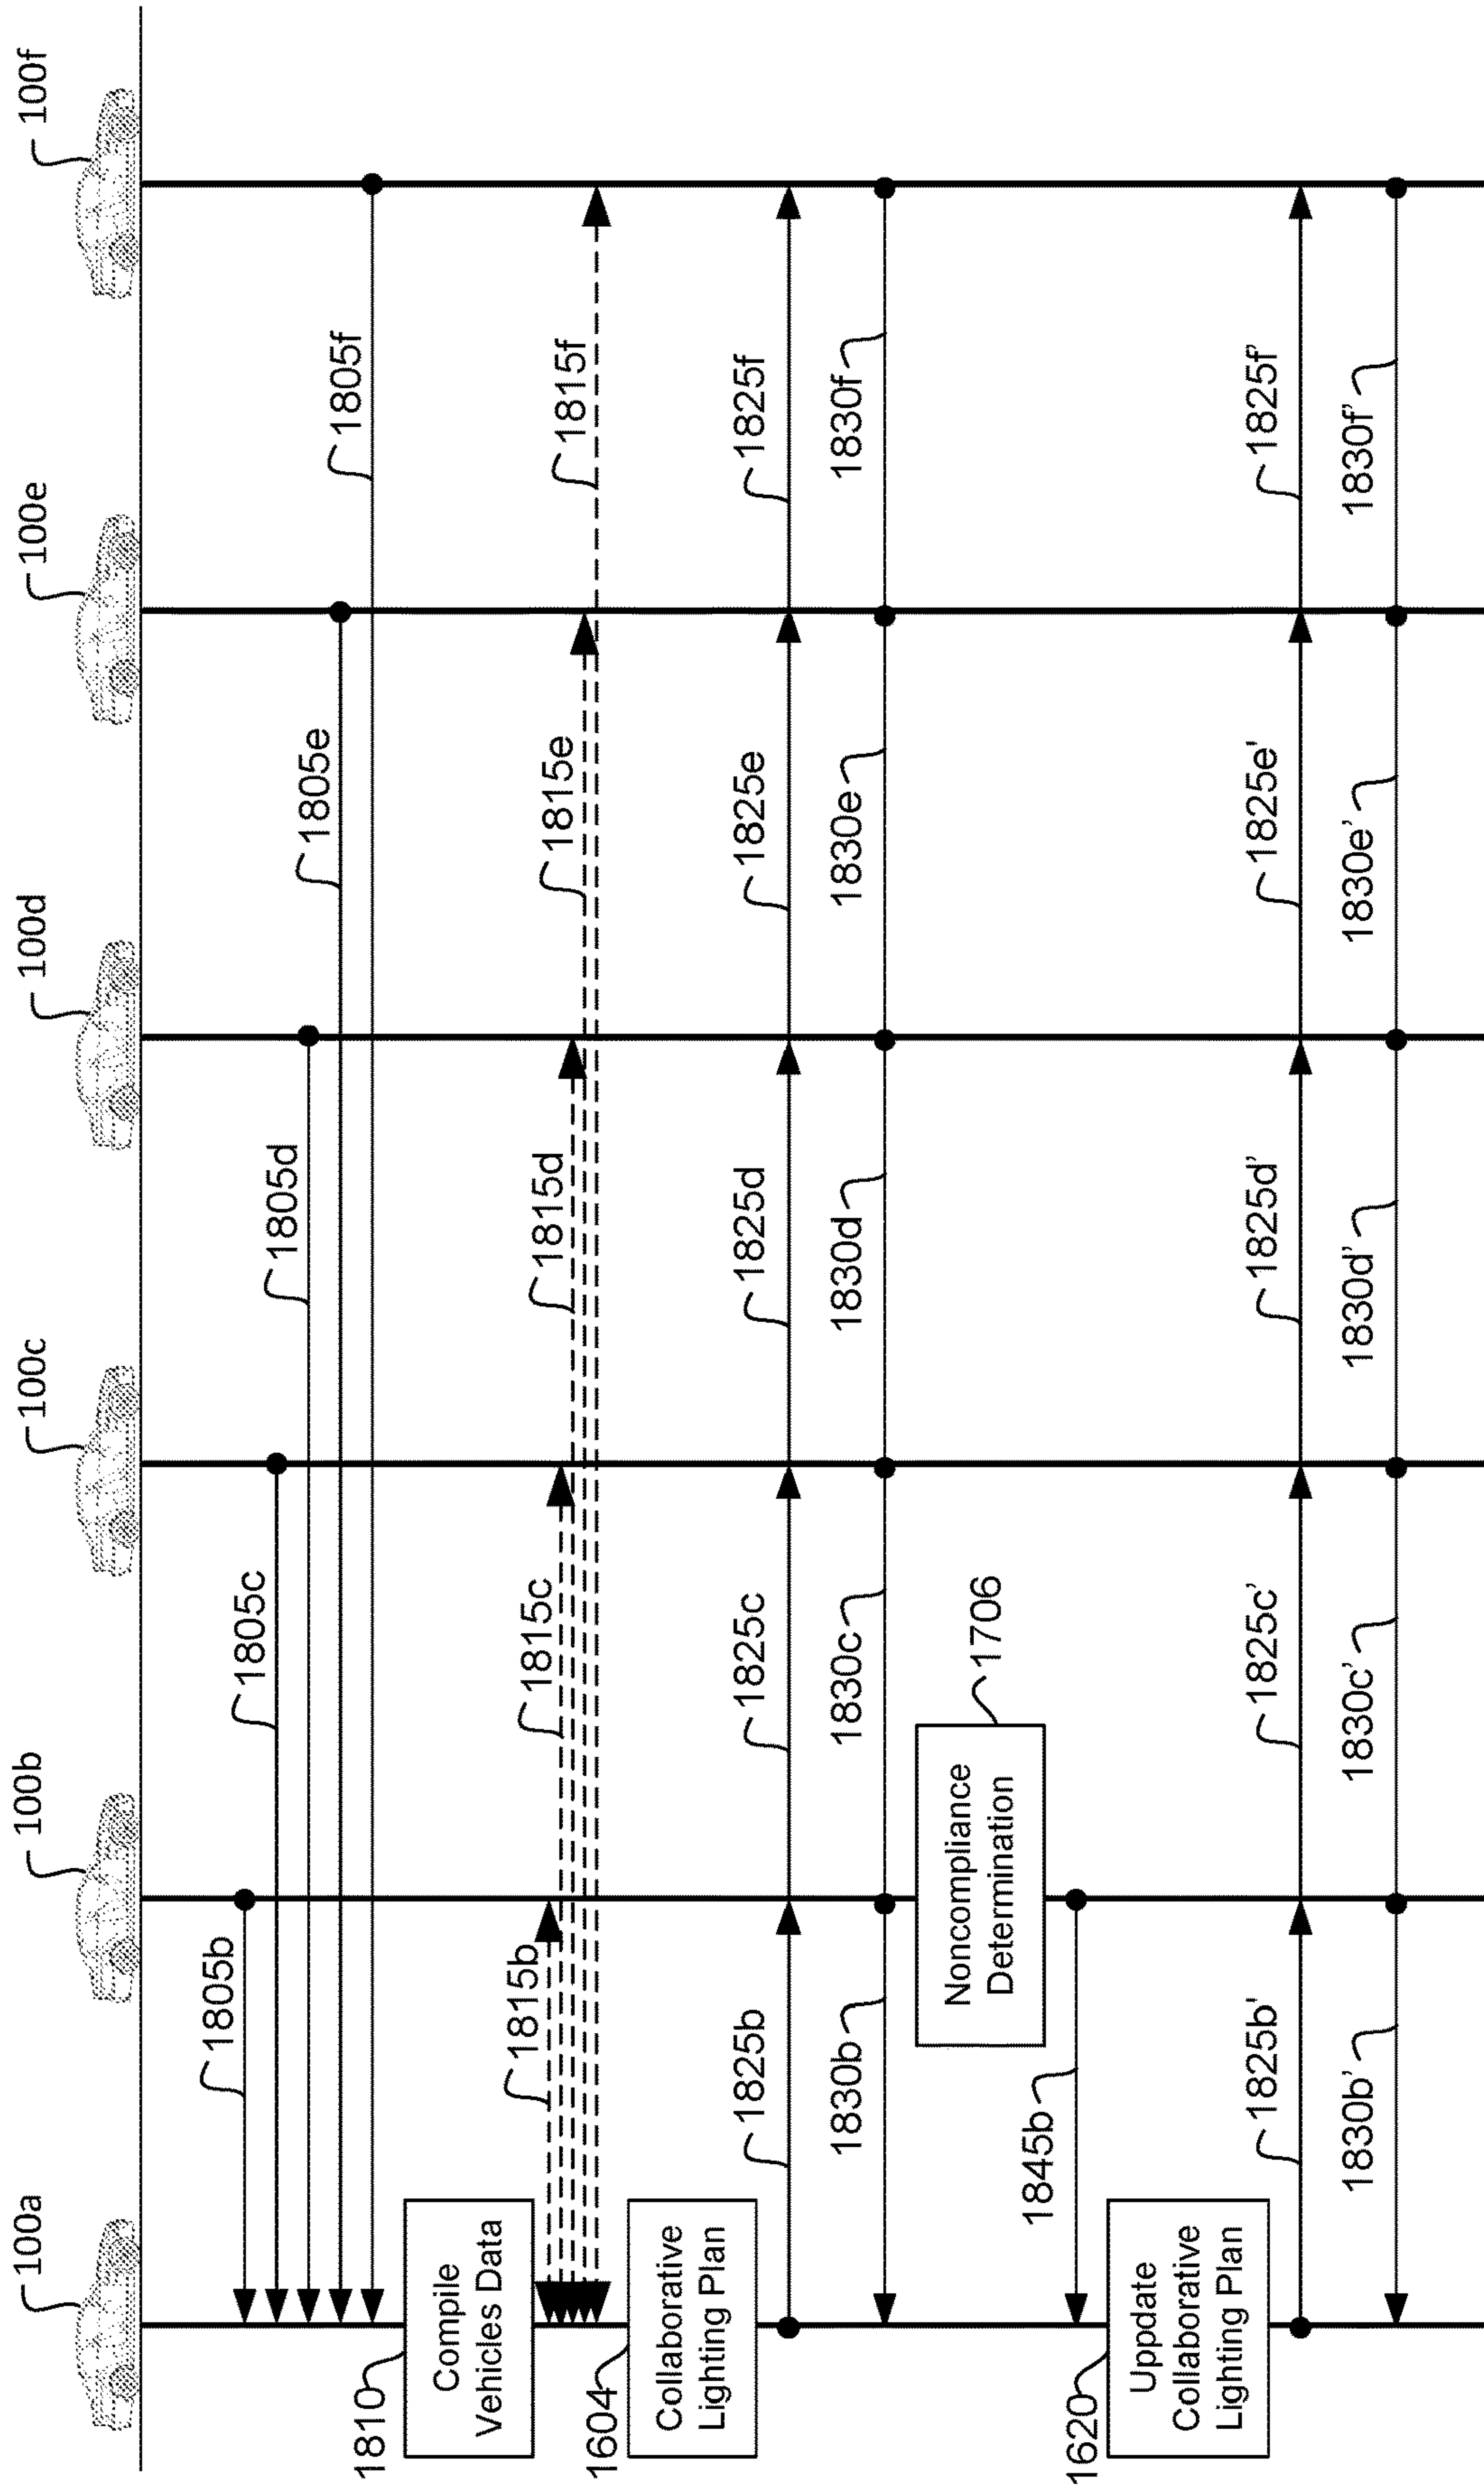 100a
100b
100c
100d
100e
100f
1805b
1805c
1805d
1805e
1805f
1810
Compile
Vehicles Data
1815b
1815c
1815d
1815e
1815f
1604
Collaborative
Lighting Plan
1825b
1825c
1825d
1825e
1825f
1830b
1830c
1830d
1830e
1830f
Noncompliance
Determination
1706
1845b
1620
Update
Collaborative
Lighting Plan
1825b'
1825c’
1825d’
1825e'
1825f’
1830b’
1830c’
1830d’
1830e’
1830f’